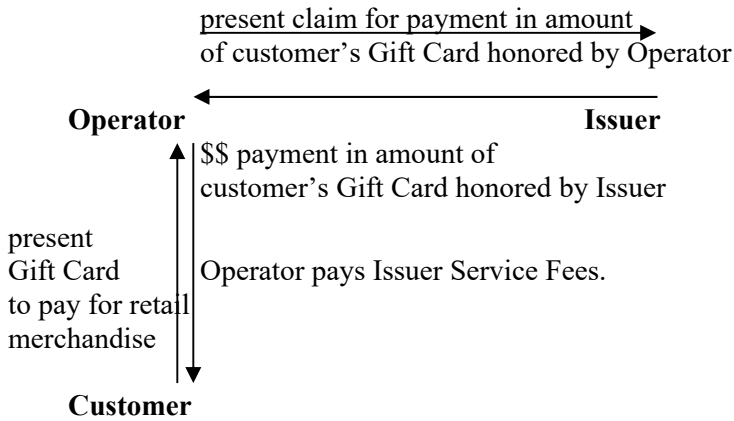 present claim for payment in amount
of customer’s Gift Card honored by Operator
Operator
Issuer
$$ payment in amount of
customer’s Gift Card honored by Issuer
present
Gift Card
to pay for retail
merchandise
Operator pays Issuer Service Fees.
Customer